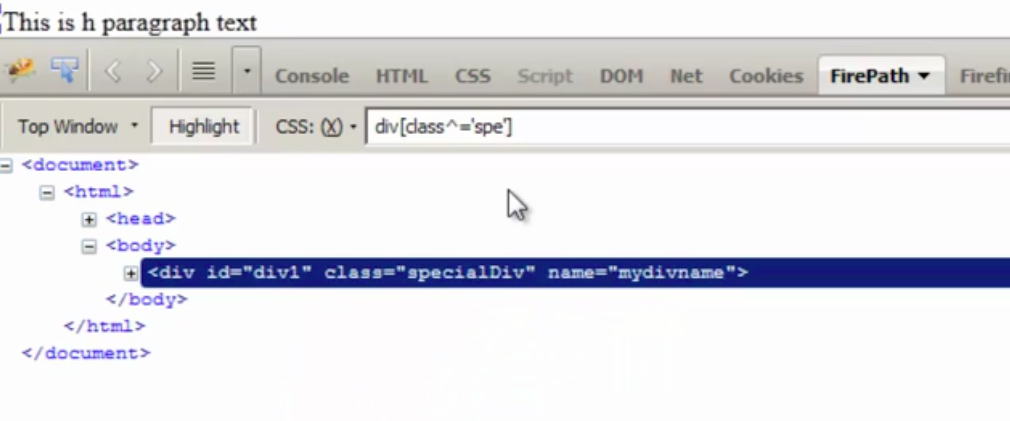 This is h paragraph text
Console HTML CSS Script DOM Net Cookies FirePath Firefi
Top Window Highlight CSS: (X) div[class^='spe']
<document>
<html>
<head>
<body>
<div id="div1" class="specialDiv" name="mydivname">
</body>
</html>
</document>